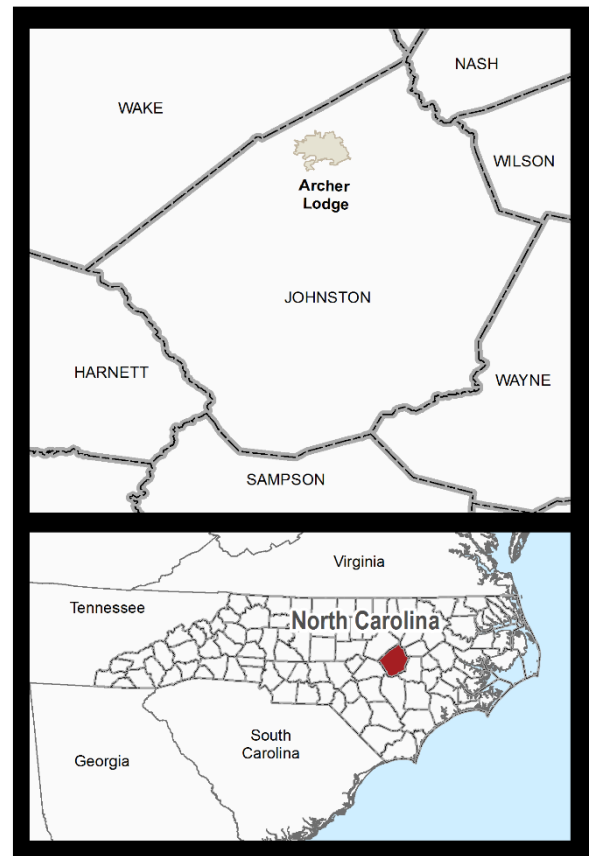 NASH
WAKE
WILSON
Archer
Lodge
JOHNSTON
HARNETT
WAYNE
SAMPSON
Virginia
Tennessee
North Carolina
South
Carolina
Georgia